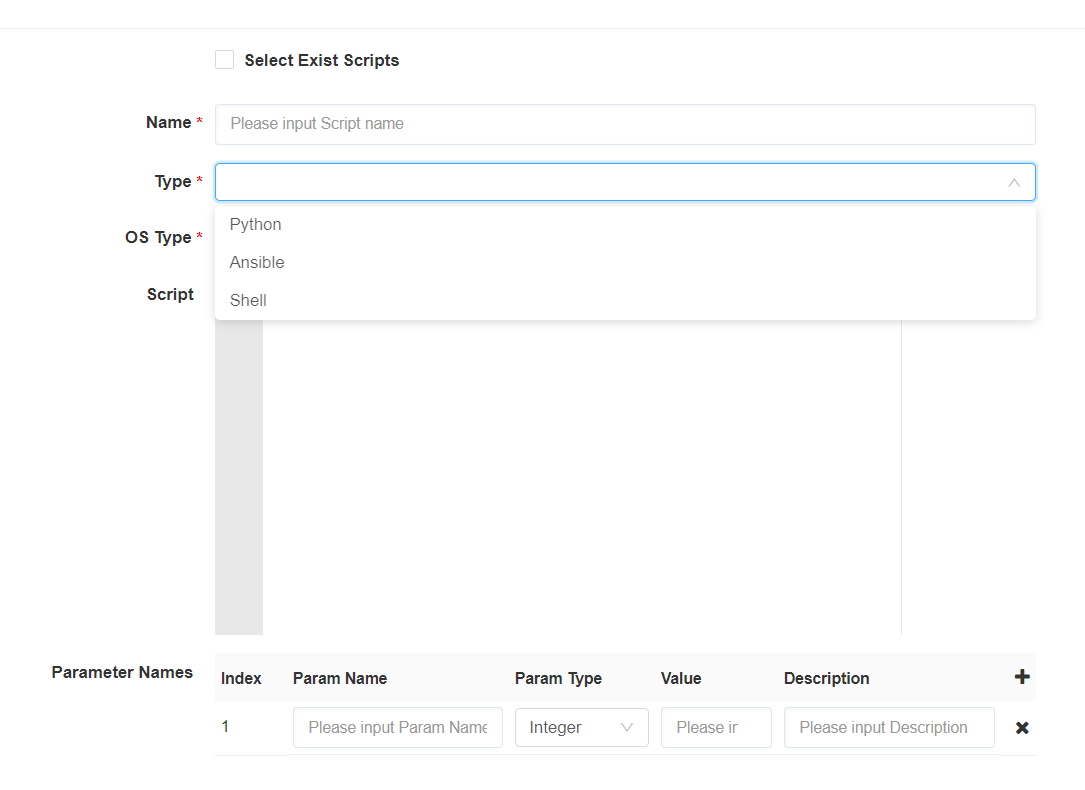 Select Exist Scripts
Name *
Please input Script name
Type *
Python
OS Type *
Ansible
Script
Shell
Parameter Names
Index Param Name Param Type Value Description
1 Please input Param Name Integer Please ir Please input Description